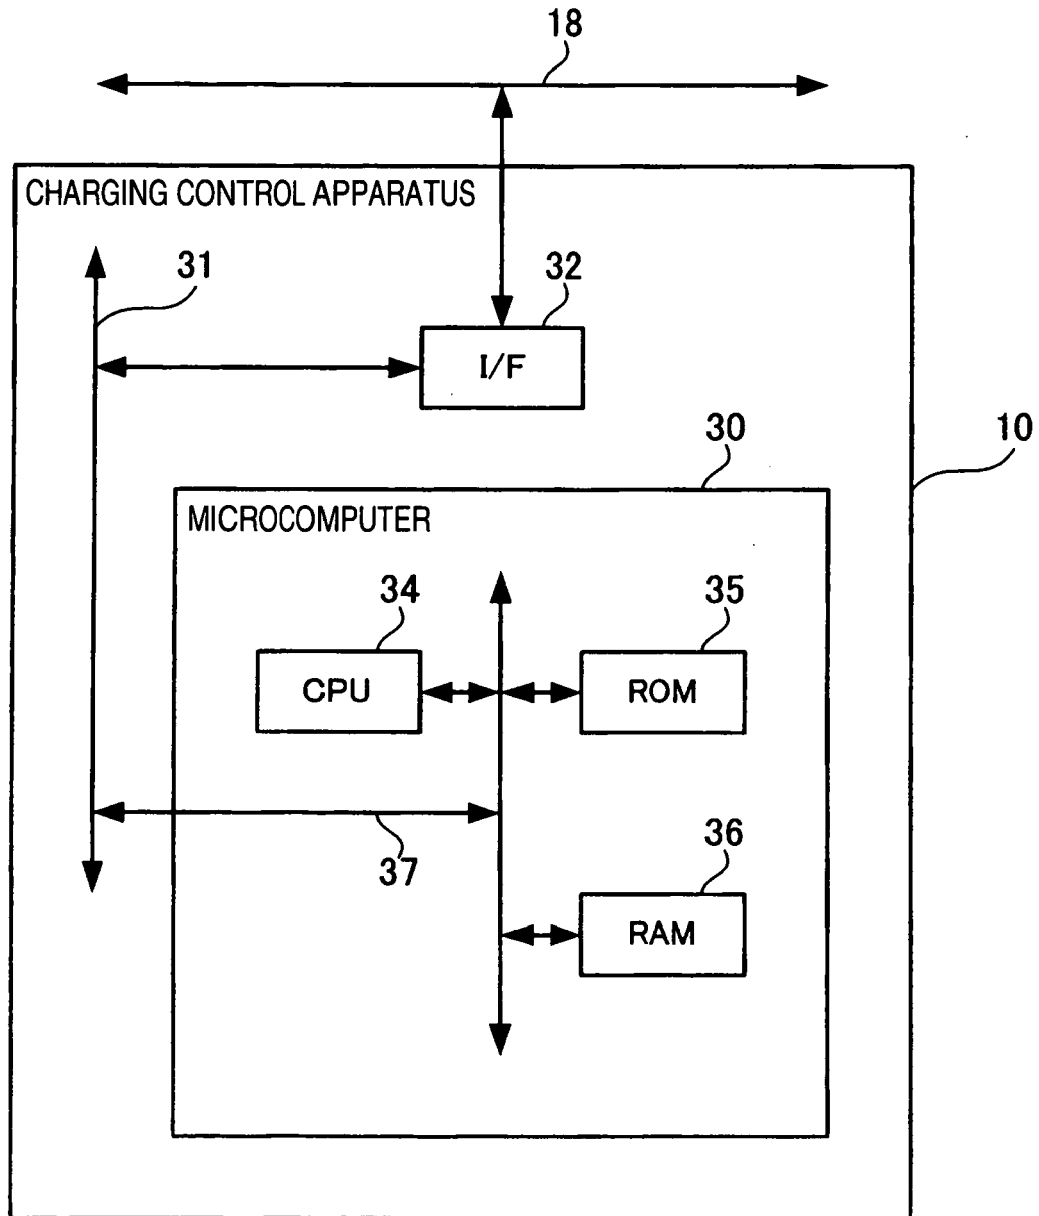 18
CHARGING CONTROL APPARATUS
31
32
I/F
10
30
MICROCOMPUTER
34
35
CPU
ROM
37
36
RAM